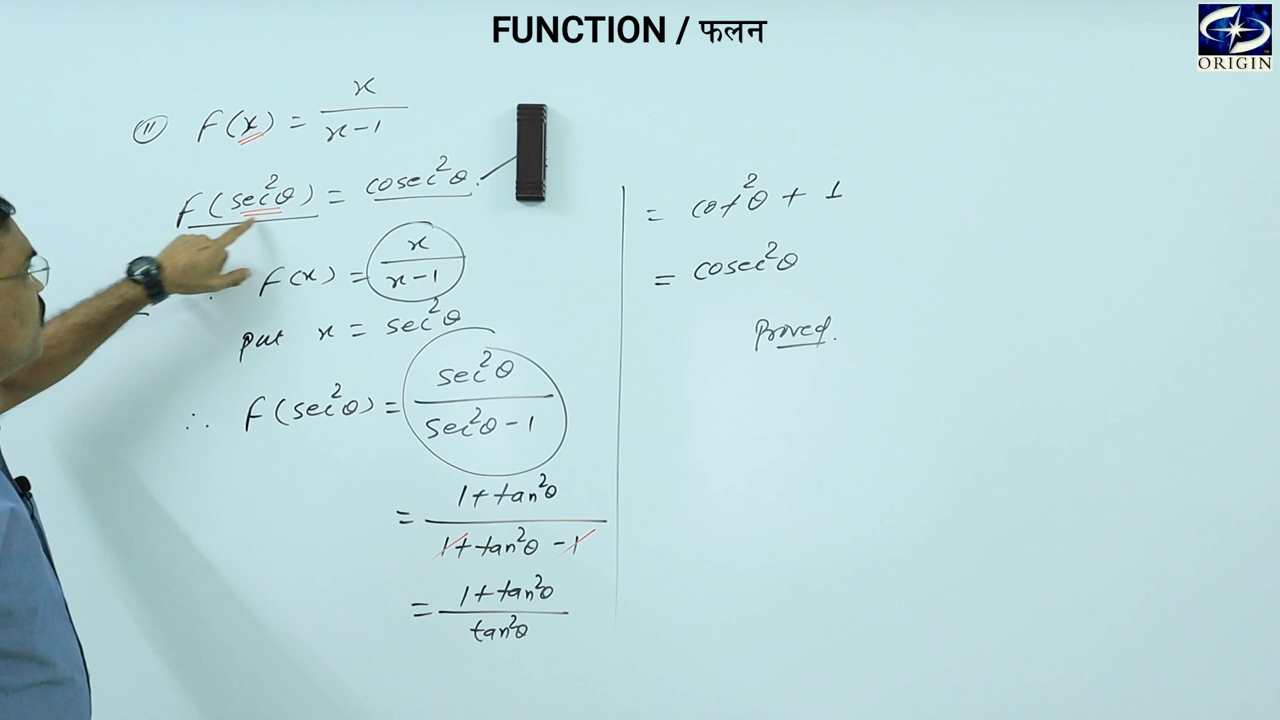 FUNCTION / फलन
ORIGIN
(11) f(x) = x / (x-1)
f(sec²θ) = cosec²θ.
f(x) = x / (x-1)
put x = sec²θ
∴ f(sec²θ) = sec²θ / (sec²θ - 1)
= (1 + tan²θ) / (1 + tan²θ - 1)
= (1 + tan²θ) / tan²θ
= cot²θ + 1
= cosec²θ
Proved.